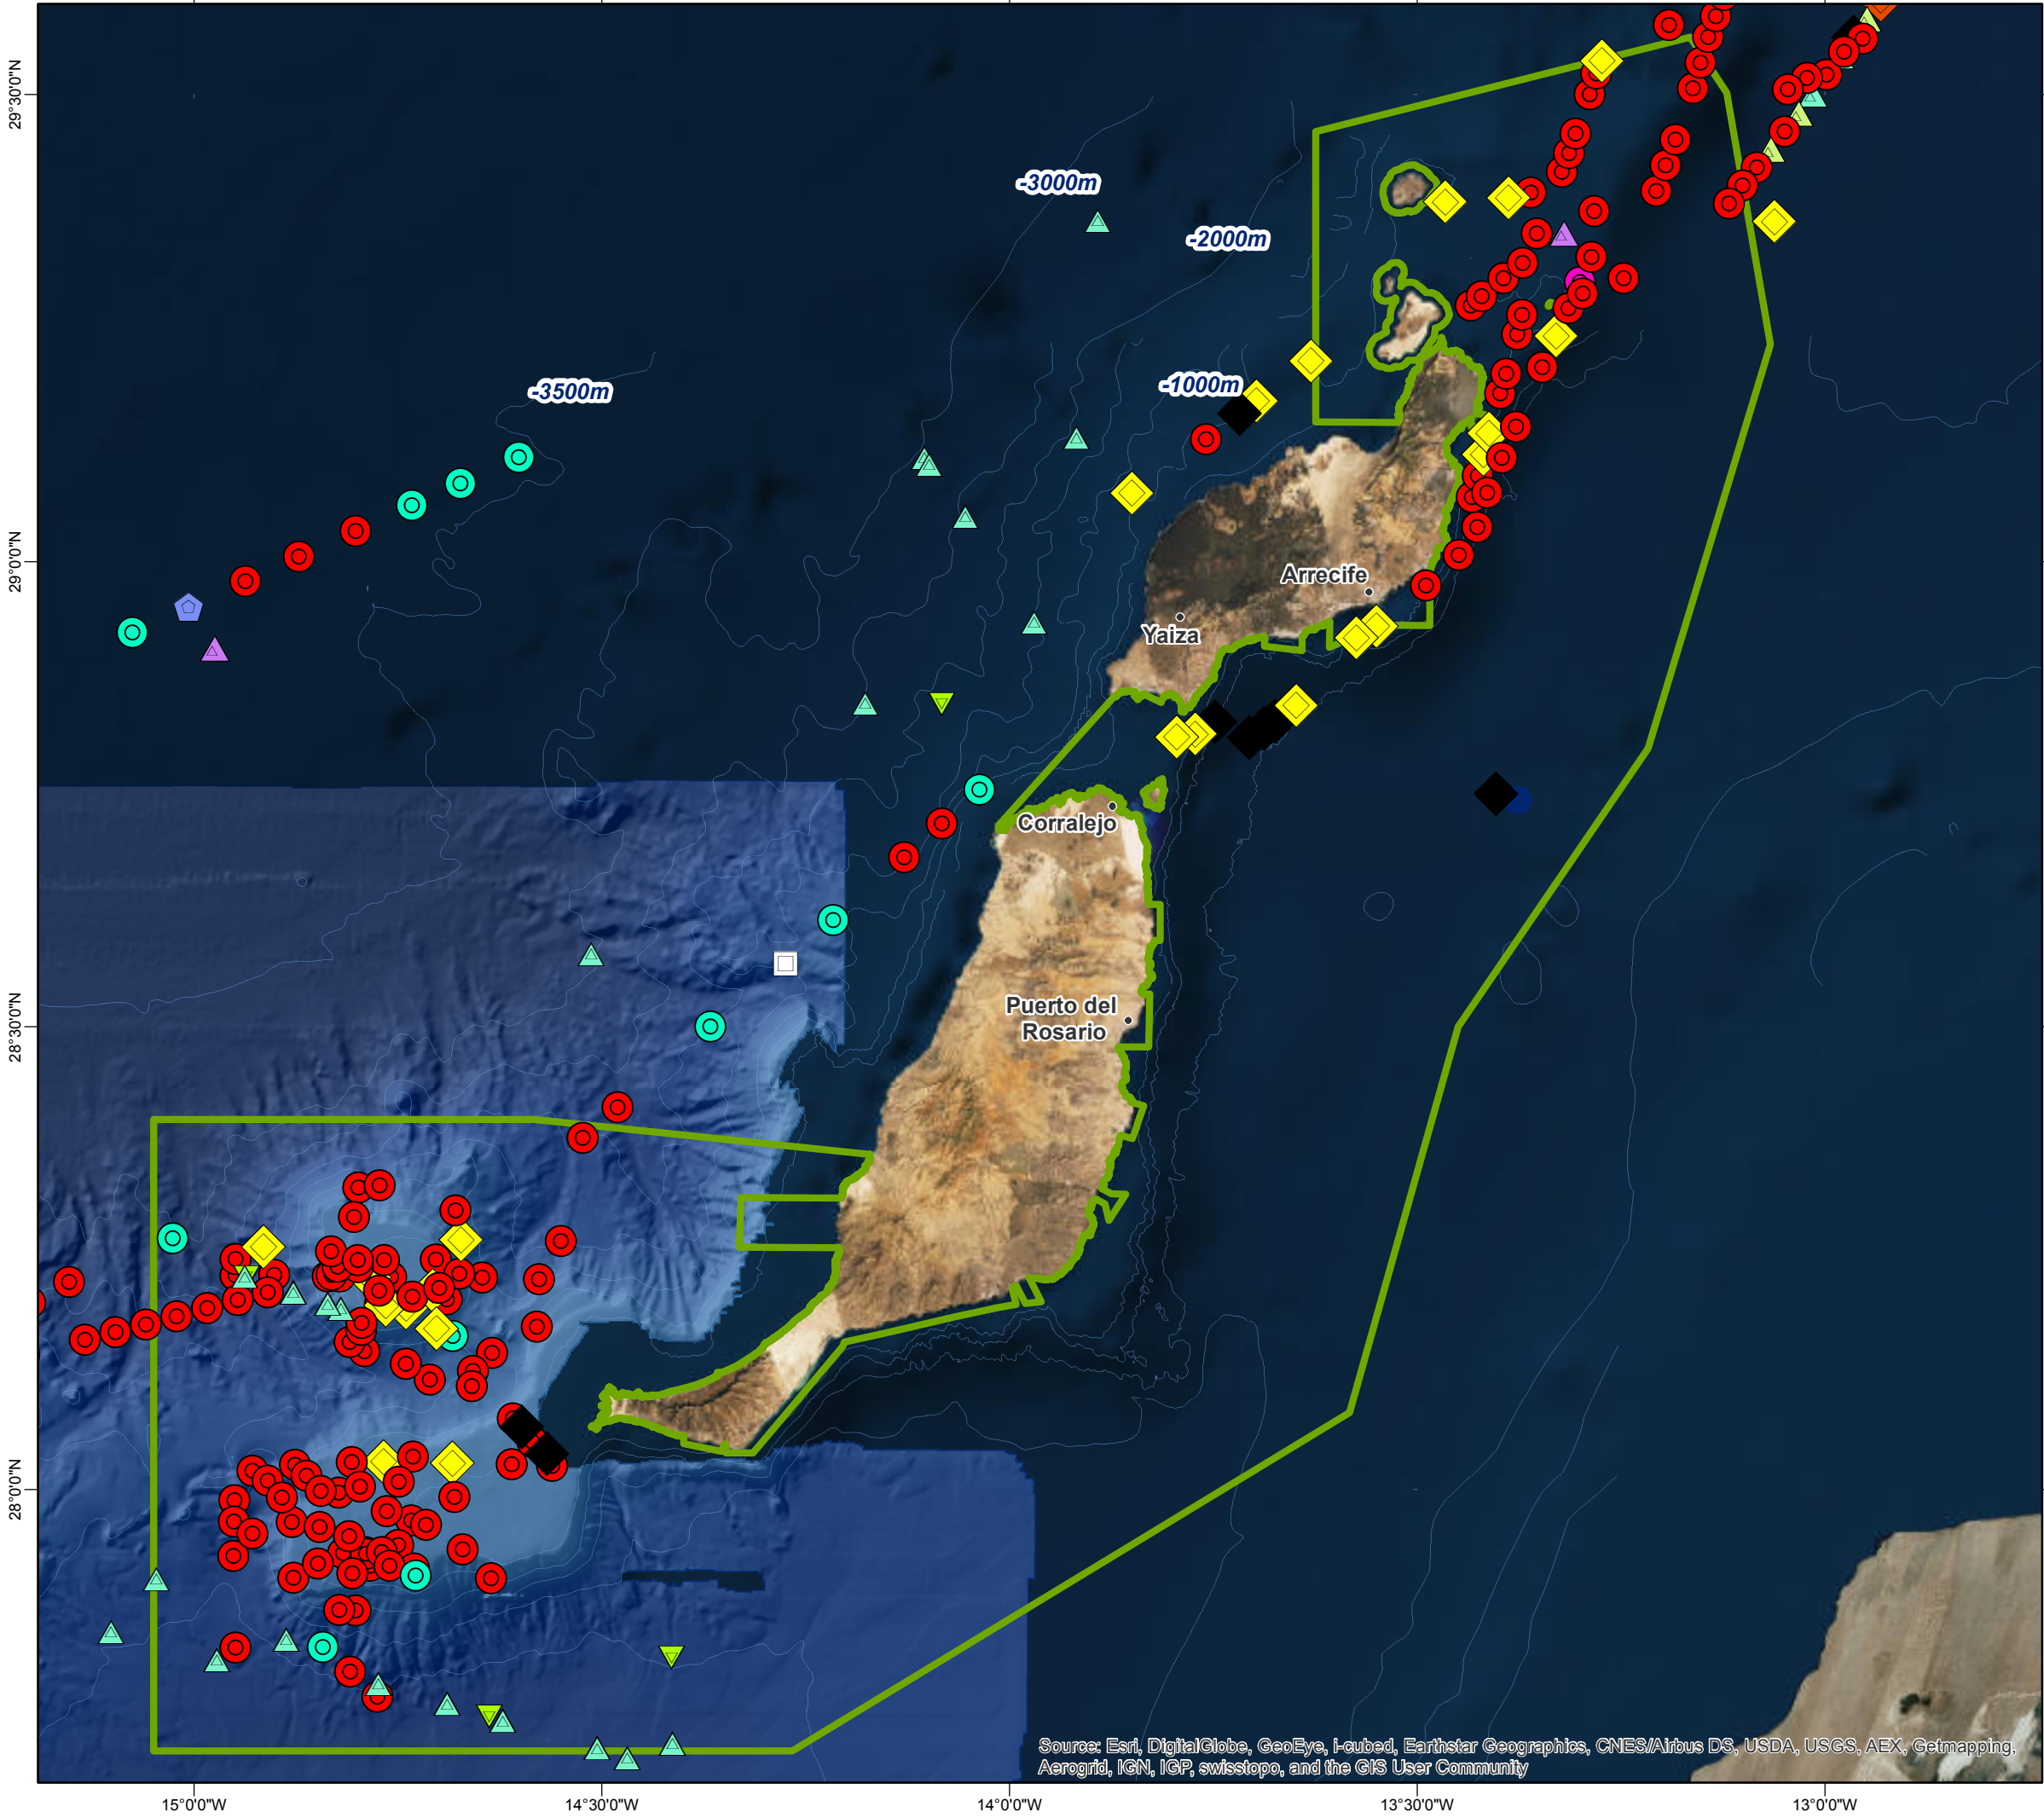 29°30'0"N
-3000m
-2000m
-1000m
-3500m
29°0'0"N
Arrecife
Yaiza
Corralejo
28°30'0"N
Puerto del
Rosario
28°0'0"N
Source: Esri, DigitalGlobe, GeoEye, i-cubed, Earthstar Geographics, CNES/Airbus DS, USDA, USGS, AEX, Getmapping,
Aerogrid, IGN, IGP, swisstopo, and the GIS User Community
15°0'0"W
14°30'0"W
14°0'0"W
13°30'0"W
13°0'0"W